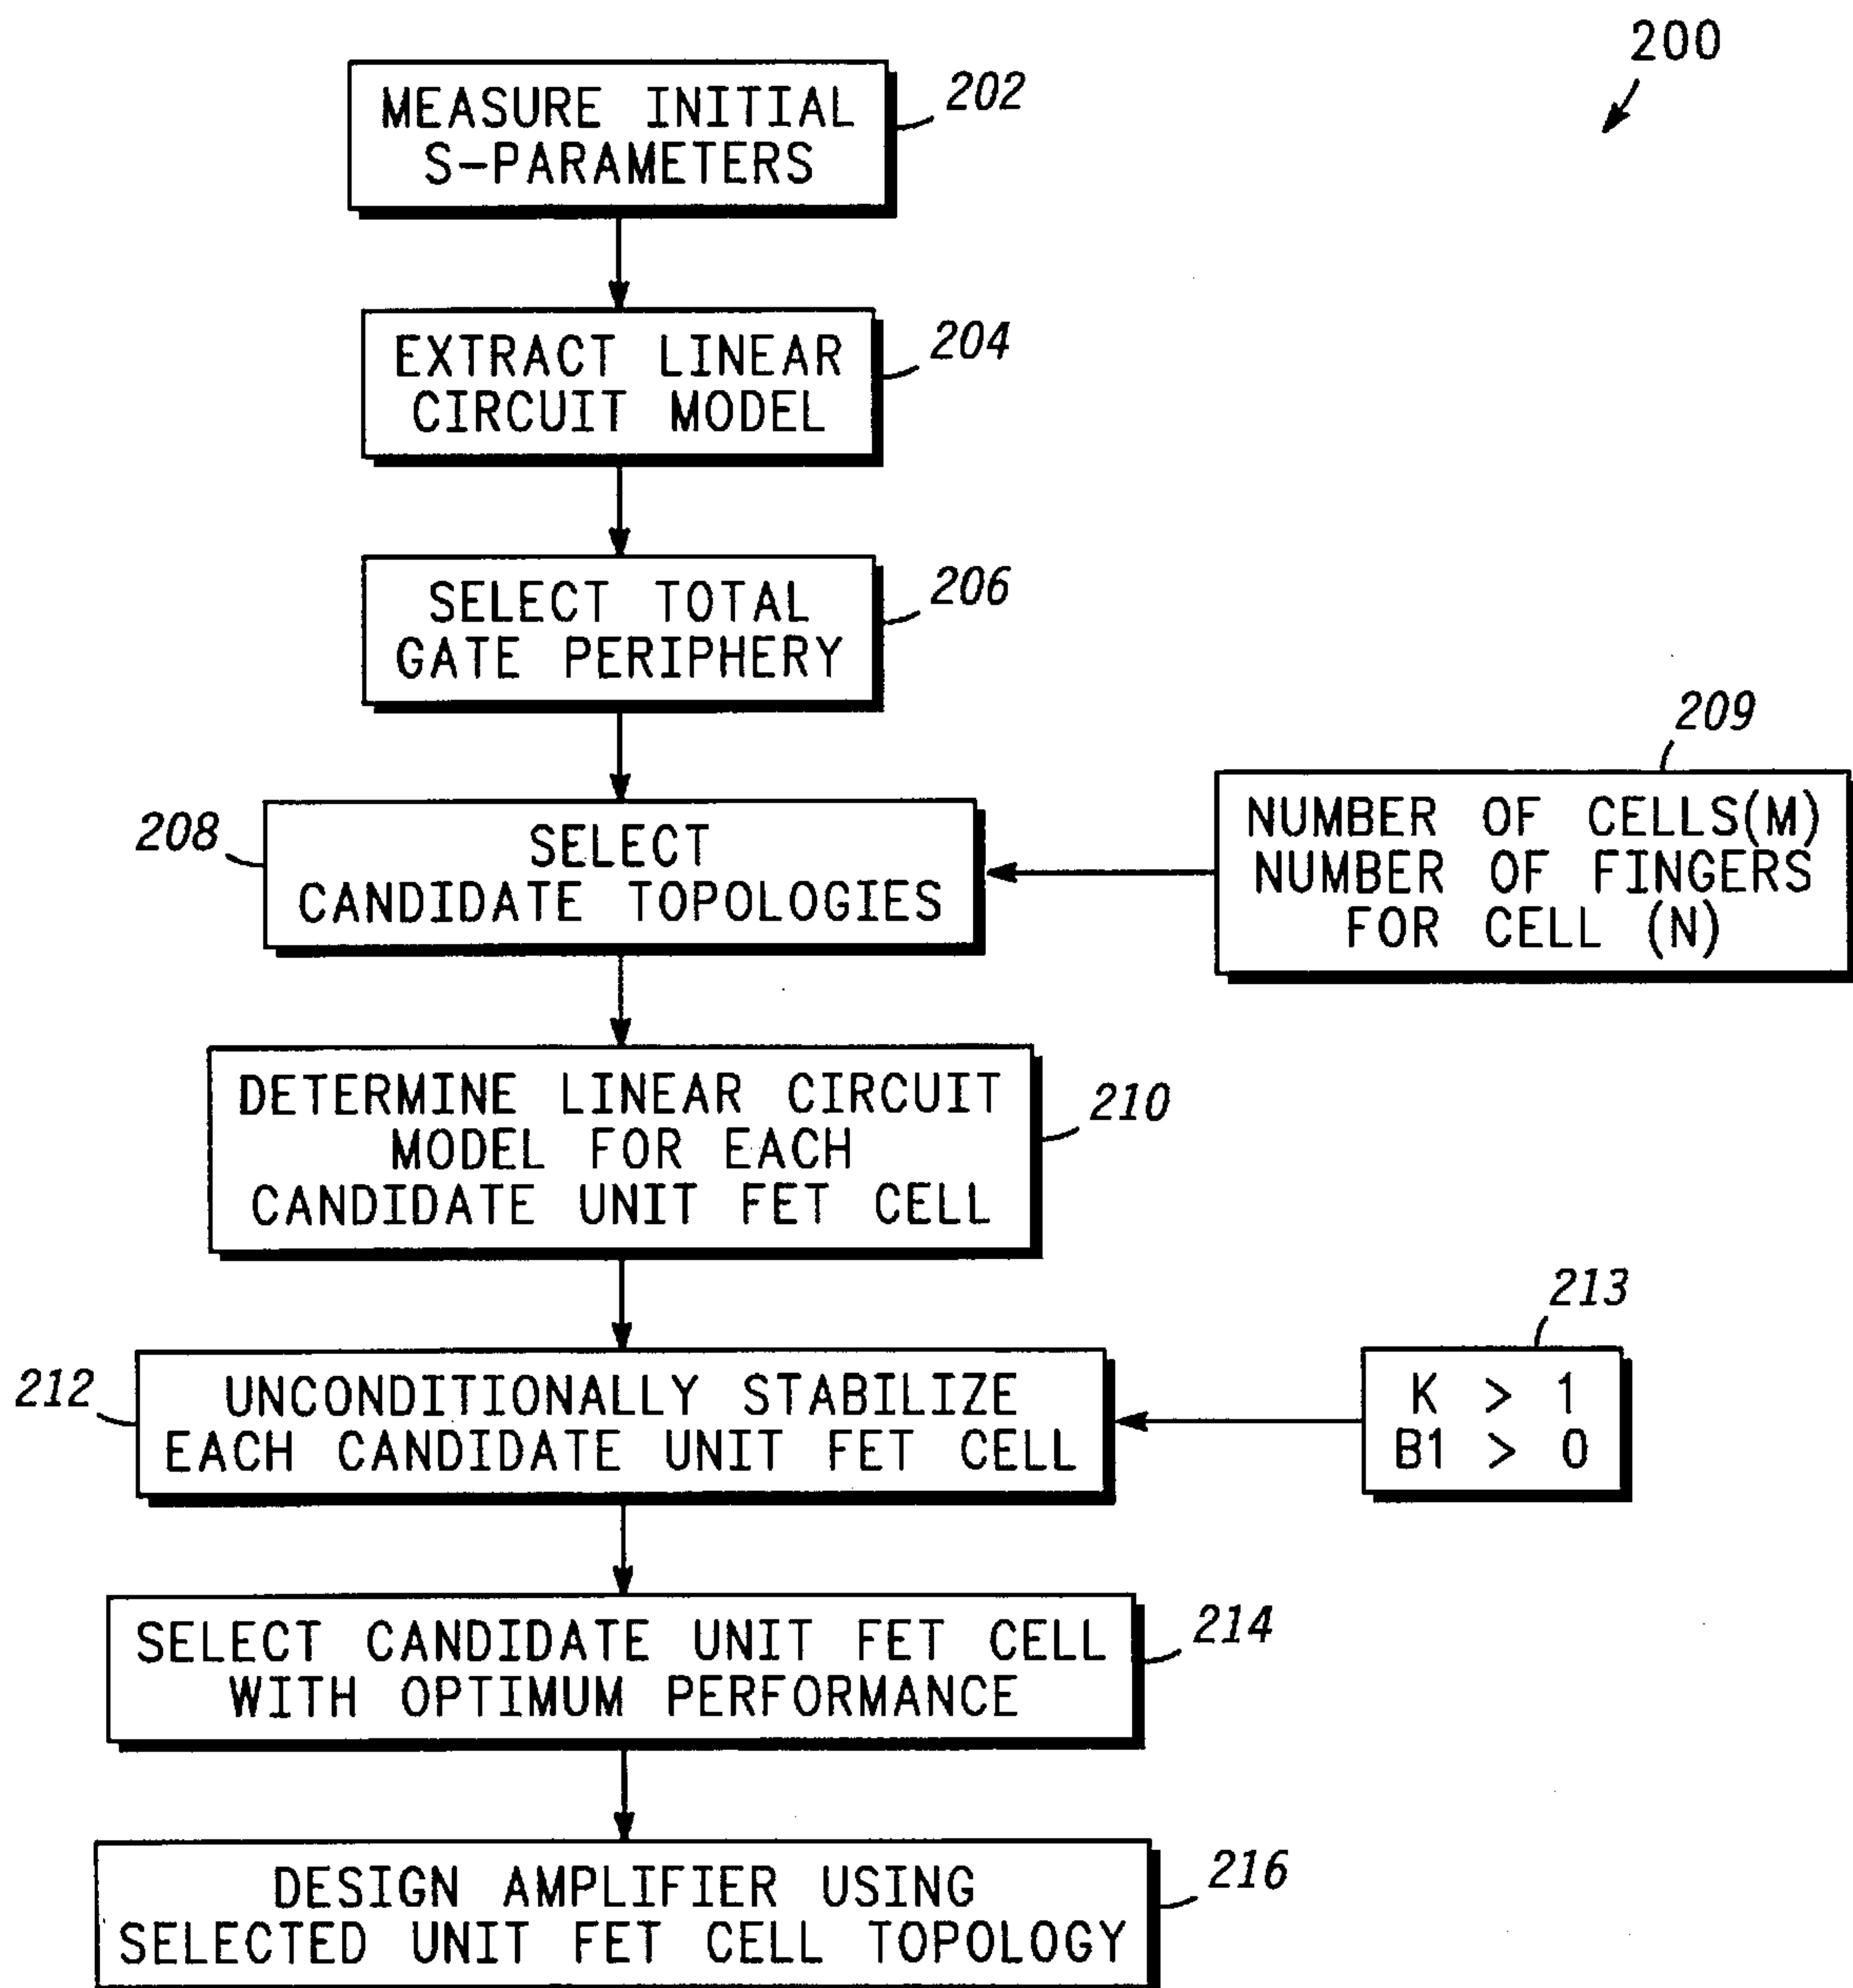 200
MEASURE INITIAL
S-PARAMETERS
202
EXTRACT LINEAR
CIRCUIT MODEL
204
SELECT TOTAL
GATE PERIPHERY
206
208
SELECT
CANDIDATE TOPOLOGIES
209
NUMBER OF CELLS(M)
NUMBER OF FINGERS
FOR CELL (N)
DETERMINE LINEAR CIRCUIT
MODEL FOR EACH
CANDIDATE UNIT FET CELL
210
212
UNCONDITIONALLY STABILIZE
EACH CANDIDATE UNIT FET CELL
213
K > 1
B1 > 0
SELECT CANDIDATE UNIT FET CELL
WITH OPTIMUM PERFORMANCE
214
DESIGN AMPLIFIER USING
SELECTED UNIT FET CELL TOPOLOGY
216